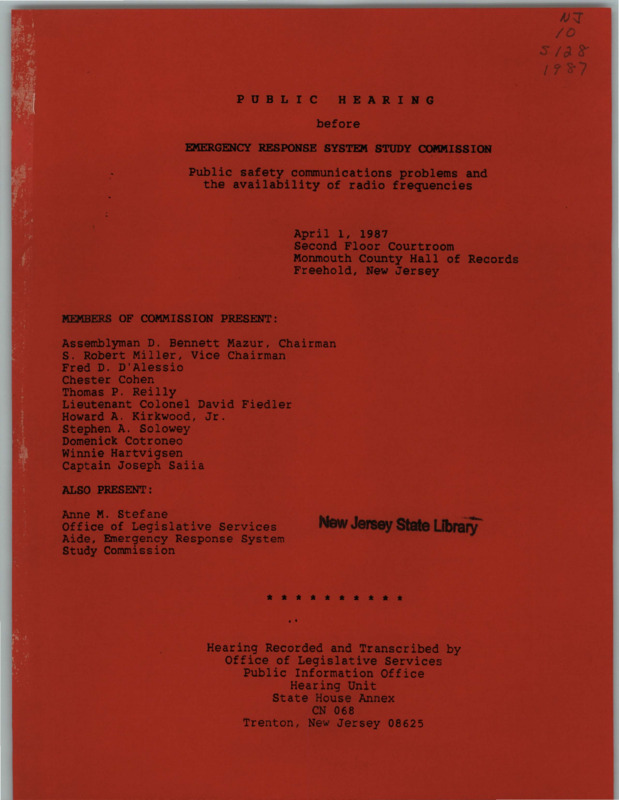 NJ
10
S128
1987
PUBLIC HEARING
before
EMERGENCY RESPONSE SYSTEM STUDY COMMISSION
Public safety communications problems and
the availability of radio frequencies
April 1, 1987
Second Floor Courtroom
Monmouth County Hall of Records
Freehold, New Jersey
MEMBERS OF COMMISSION PRESENT:
Assemblyman D. Bennett Mazur, Chairman
S. Robert Miller, Vice Chairman
Fred D. D'Alessio
Chester Cohen
Thomas P. Reilly
Lieutenant Colonel David Fiedler
Howard A. Kirkwood, Jr.
Stephen A. Solowey
Domenick Cotroneo
Winnie Hartvigsen
Captain Joseph Saiia
ALSO PRESENT:
Anne M. Stefane
Office of Legislative Services
Aide, Emergency Response System
Study Commission
New Jersey State Library
* * * * * * * * * *
Hearing Recorded and Transcribed by
Office of Legislative Services
Public Information Office
Hearing Unit
State House Annex
CN 068
Trenton, New Jersey 08625